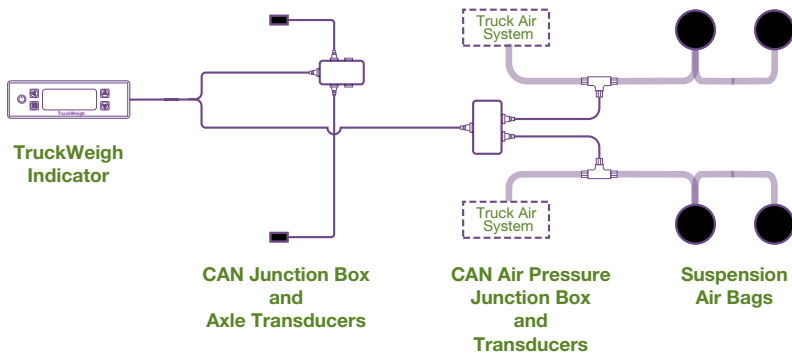 Truck Air
System
TruckWeigh
TruckWeigh
Indicator
Truck Air
System
CAN Junction Box
and
Axle Transducers
CAN Air Pressure
Junction Box
and
Transducers
Suspension
Air Bags